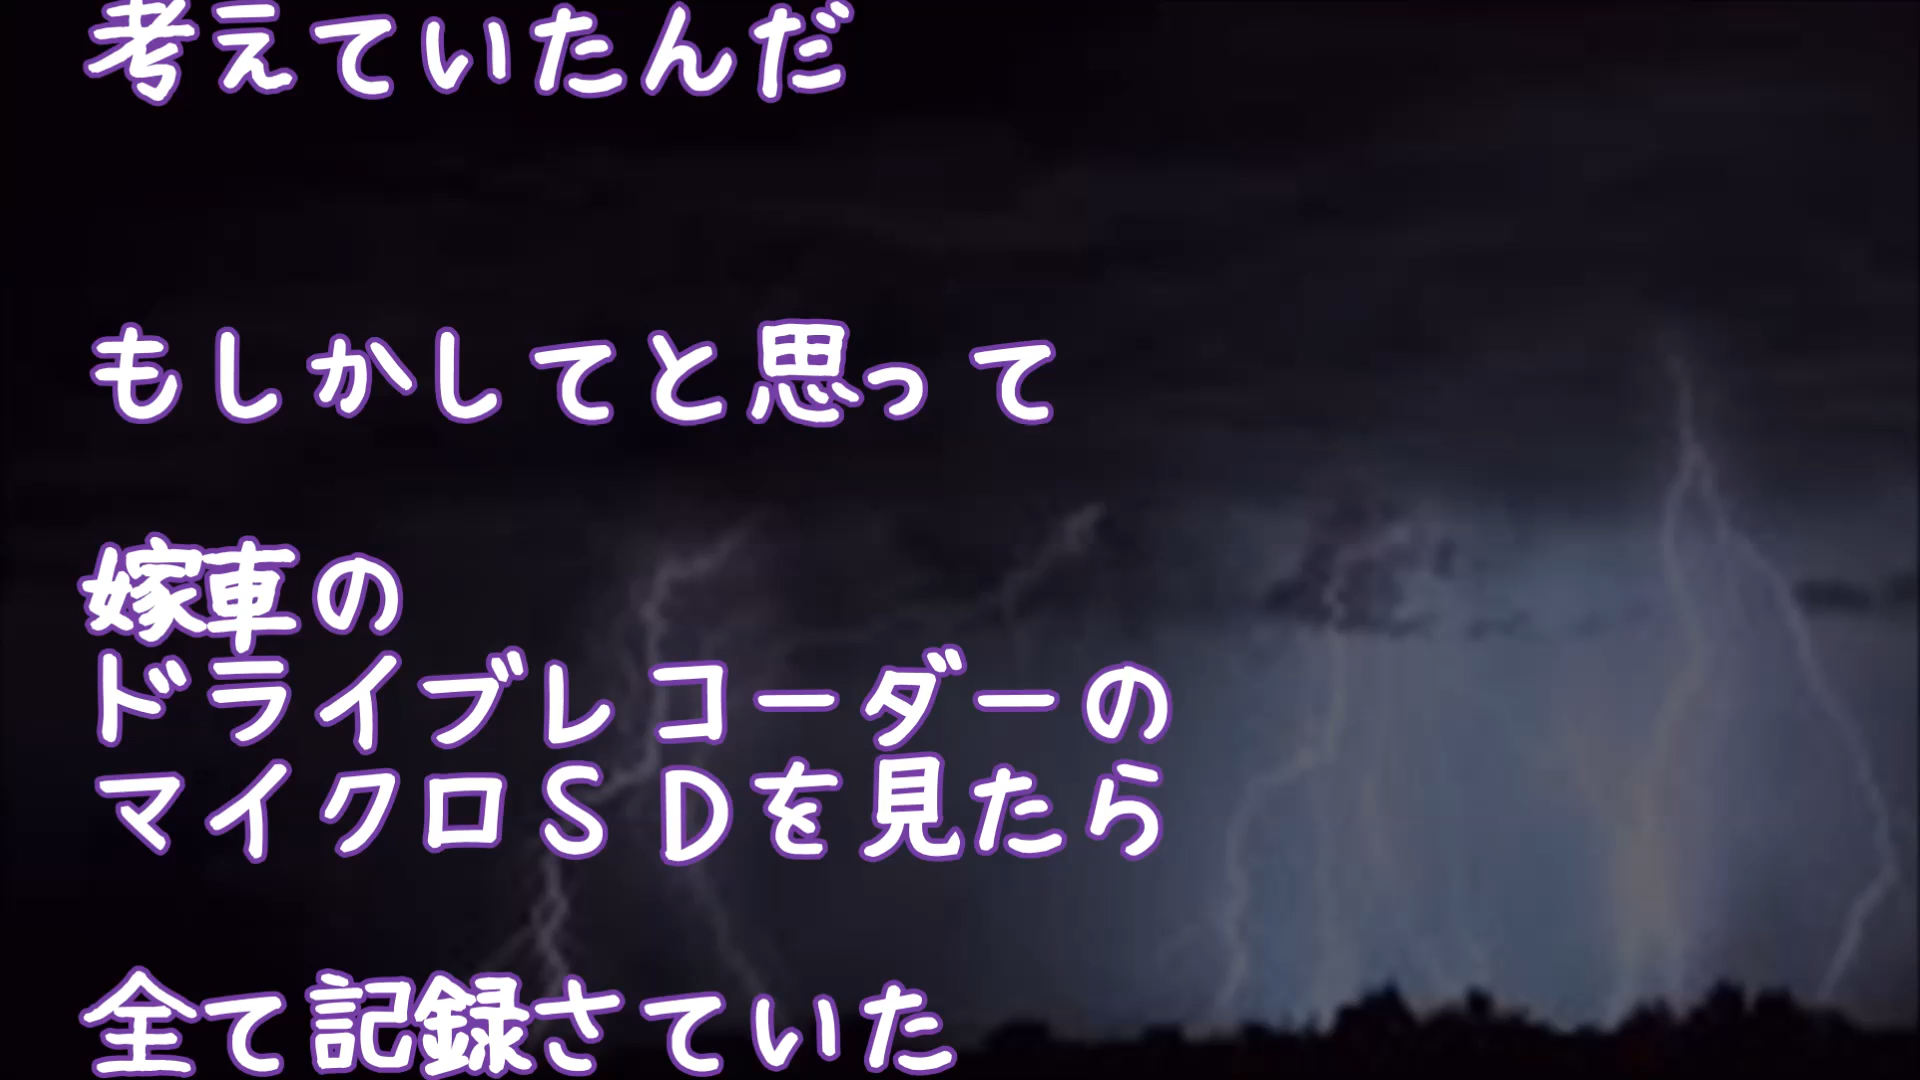 考えていたんだ
もしかしてと思って
嫁車の
ドライブレコーダーの
マイクロＳＤを見たら
全て記録さていた